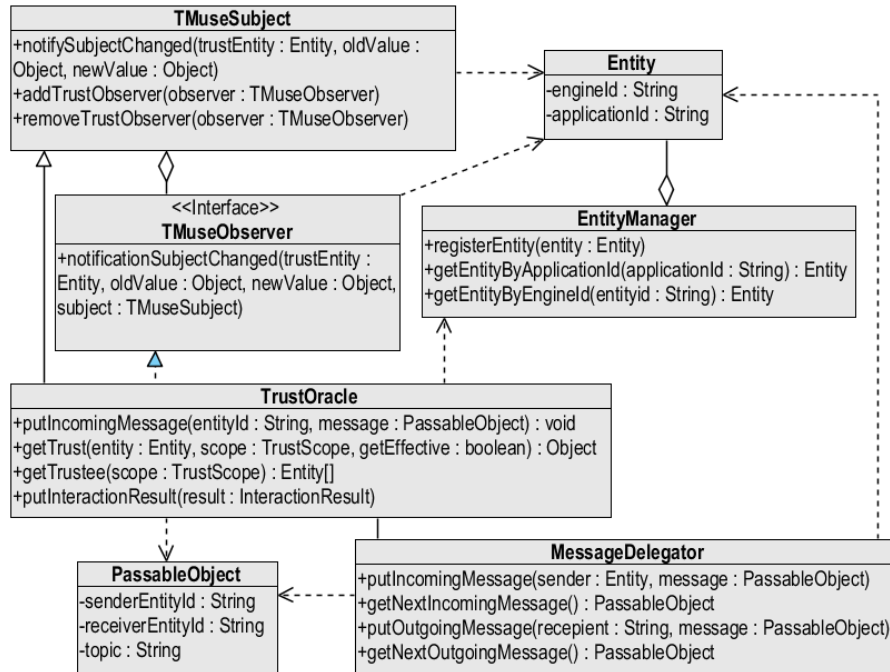 TMuseSubject
+notifySubjectChanged(trustEntity : Entity, oldValue :
Object, newValue : Object)
+addTrustObserver(observer : TMuseObserver)
+removeTrustObserver(observer : TMuseObserver)
Entity
-engineId : String
-applicationId : String
<<Interface>>
TMuseObserver
+notificationSubjectChanged(trustEntity :
Entity, oldValue : Object, newValue : Object,
subject : TMuseSubject)
EntityManager
+registerEntity(entity : Entity)
+getEntityByApplicationId(applicationId : String) : Entity
+getEntityByEngineId(entityid : String) : Entity
TrustOracle
+putIncomingMessage(entityId : String, message : PassableObject) : void
+getTrust(entity : Entity, scope : TrustScope, getEffective : boolean) : Object
+getTrustee(scope : TrustScope) : Entity[]
+putInteractionResult(result : InteractionResult)
PassableObject
-senderEntityId : String
-receiverEntityId : String
-topic : String
MessageDelegator
+putIncomingMessage(sender : Entity, message : PassableObject)
+getNextIncomingMessage() : PassableObject
+putOutgoingMessage(recepient : String, message : PassableObject)
+getNextOutgoingMessage() : PassableObject